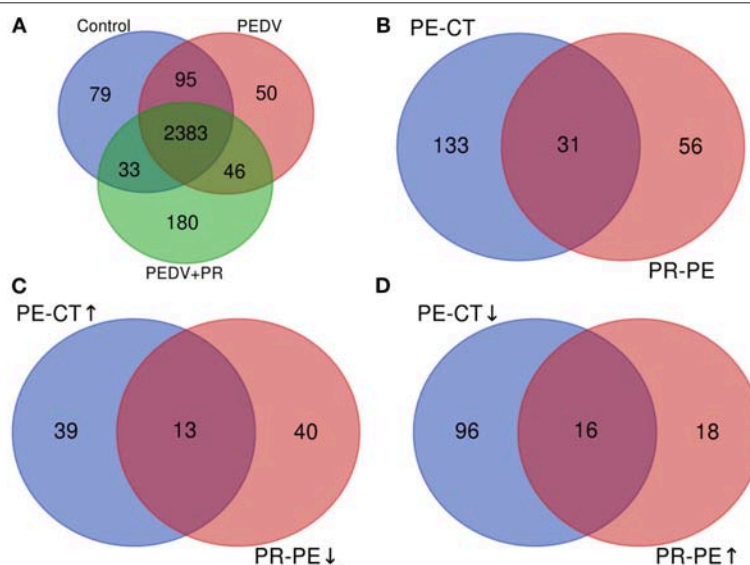 A
Control
PEDV
79
95
50
2383
33
46
180
PEDV+PR
B
PE-CT
133
31
56
PR-PE
C
PE-CT↑
39
13
40
PR-PE↓
D
PE-CT↓
96
16
18
PR-PE↑